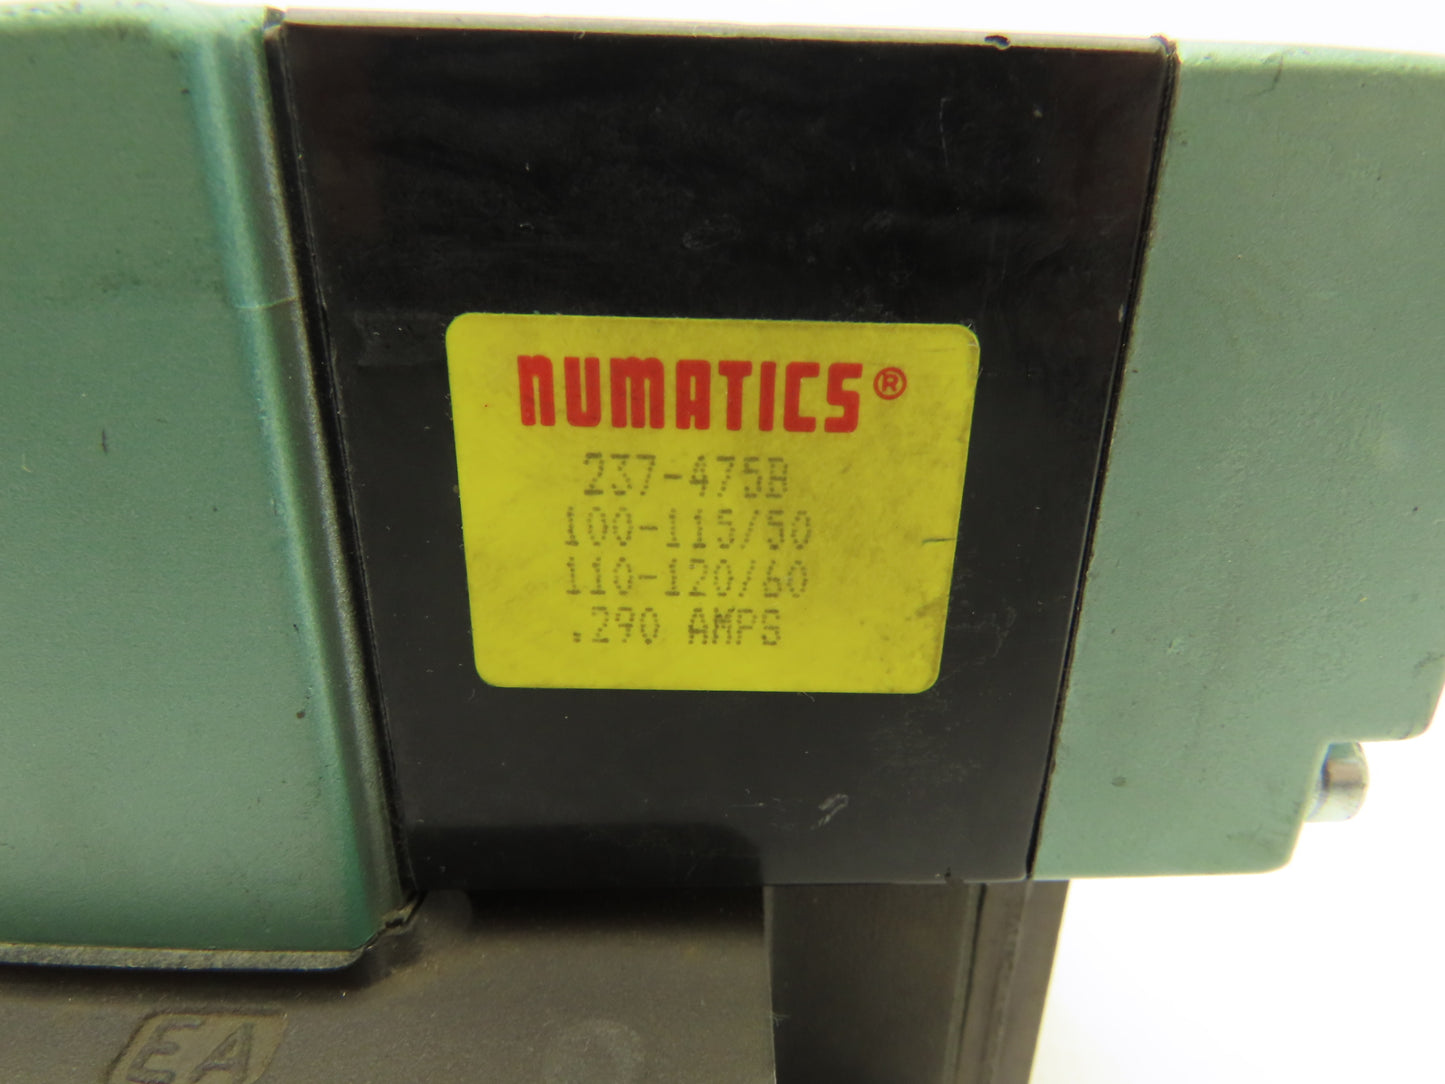 NUMATICS®
237-475B
100-115/50
110-120/60
.290 AMPS
EA